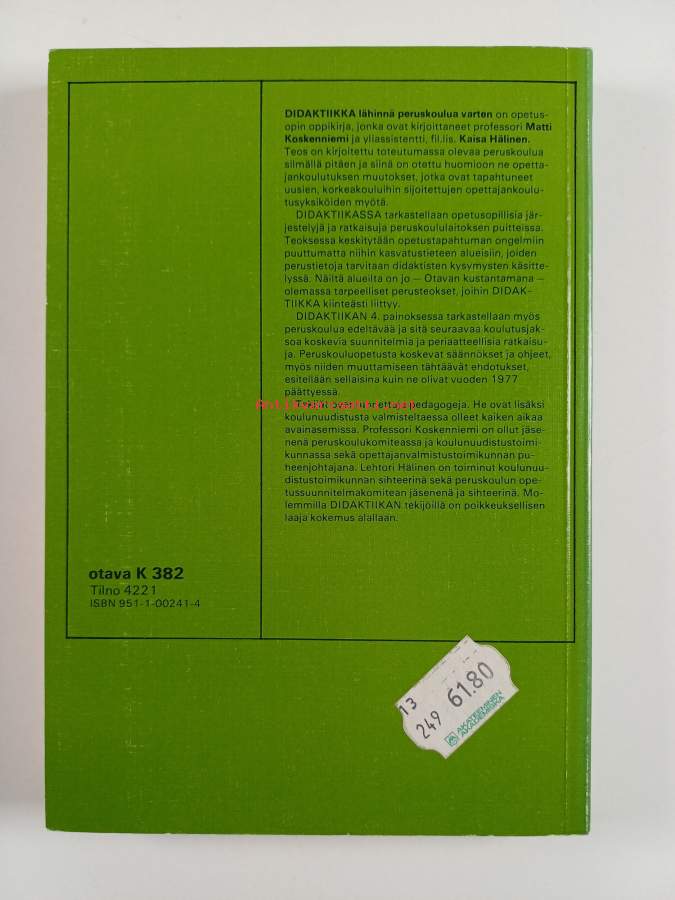 DIDAKTIIKKA lähinnä peruskoulua varten on opetus-
opin oppikirja, jonka ovat kirjoittaneet professori Matti
Koskenniemi ja yliassistentti, fil.lis. Kaisa Hälinen.
Teos on kirjoitettu toteutumassa olevaa peruskoulua
silmällä pitäen ja siinä on otettu huomioon ne opetta-
jankoulutuksen muutokset, jotka ovat tapahtuneet
uusien, korkeakouluihin sijoitettujen opettajankoulu-
tusyksiköiden myötä.
DIDAKTIIKASSA tarkastellaan opetusopillisia jär-
jestelyjä ja ratkaisuja peruskoululaitoksen puitteissa.
Teoksessa keskitytään opetustapahtuman ongelmiin
puuttumatta niihin kasvatustieteen alueisiin, joiden
perustietoja tarvitaan didaktisten kysymysten käsitte-
lyssä. Näiltä alueilta on jo — Otavan kustantamana —
olemassa tarpeelliset perusteokset, joihin DIDAK-
TIIKKA kiinteästi liittyy.
DIDAKTIIKAN 4. painoksessa tarkastellaan myös
peruskoulua edeltävää ja sitä seuraavaa koulutusjak-
soa koskevia suunnitelmia ja periaatteellisia ratkaisu-
ja. Peruskouluopetusta koskevat säännökset ja ohjeet,
myös niiden muuttamiseen tähtäävät ehdotukset,
esitellään sellaisina kuin ne olivat vuoden 1977
päättyessä.
pedagogeja. He ovat lisäksi
koulunuudistusta valmisteltaessa olleet kaiken aikaa
avainasemissa. Professori Koskenniemi on ollut jäse-
nenä peruskoulukomiteassa ja koulunuudistustoimi-
kunnassa sekä opettajanvalmistustoimikunnan pu-
heenjohtajana. Lehtori Hälinen on toiminut koulunuu-
distustoimikunnan sihteerinä sekä peruskoulun ope-
tussuunnitelmakomitean jäsenenä ja sihteerinä. Mo-
lemmilla DIDAKTIIKAN tekijöillä on poikkeuksellisen
laaja kokemus alallaan.
otava K 382
Tilno 4221
ISBN 951-1-00241-4
13
249 61.80
AKATEEMINEN
AKADEMISKA